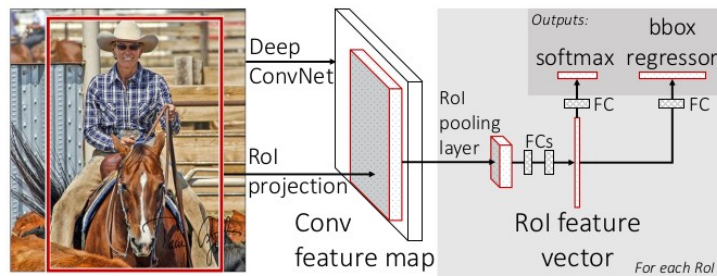 Outputs:
softmax
bbox
regressor
Deep
ConvNet
RoI
projection
Conv
feature map
RoI
pooling
layer
FCs
FC
FC
RoI feature
vector
For each RoI